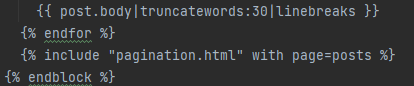 {{ post.body|truncatewords:30|linebreaks }}
{% endfor %}
{% include "pagination.html" with page=posts %}
{% endblock %}